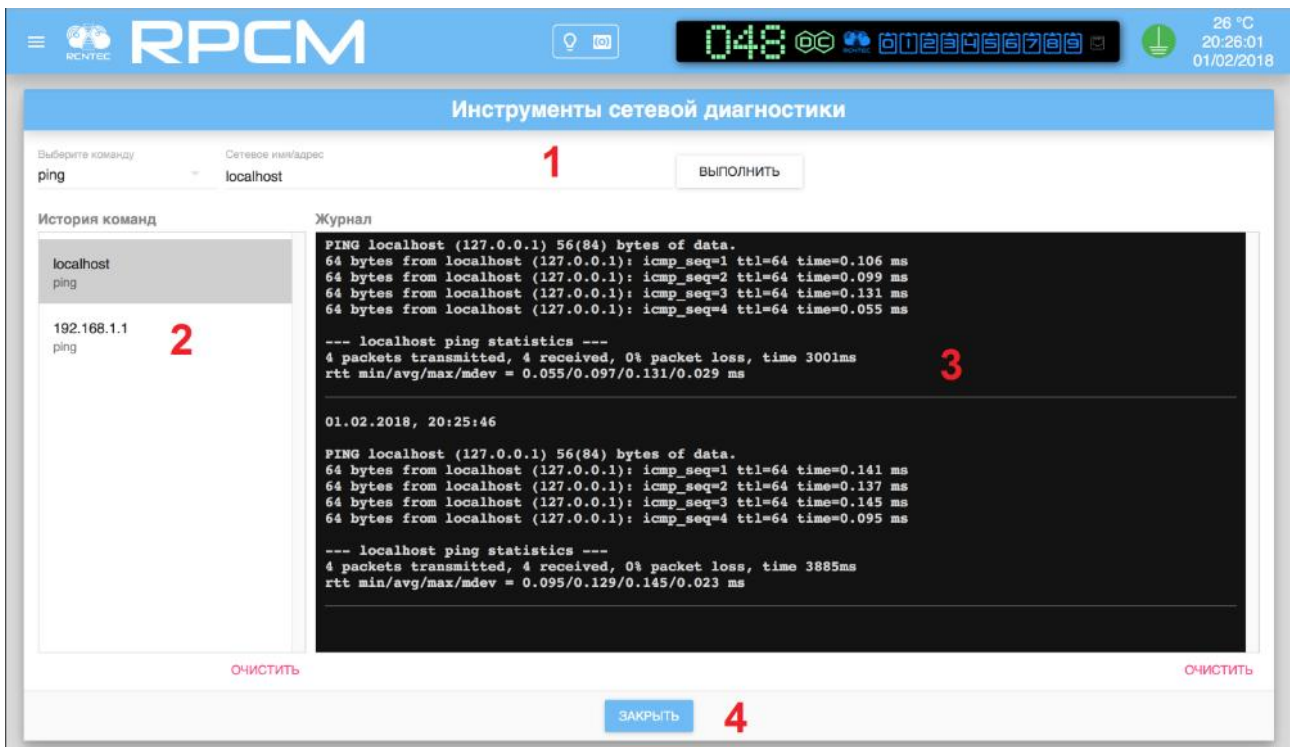 RCNTEC
RPCM
048 DC RCNTEC 0 1 2 3 4 5 6 7 8 9
26 °C
20:26:01
01/02/2018
Инструменты сетевой диагностики
Выберите команду
ping
Сетевое имя/адрес
localhost
1
ВЫПОЛНИТЬ
История команд
localhost
ping
192.168.1.1
ping
2
ОЧИСТИТЬ
Журнал
PING localhost (127.0.0.1) 56(84) bytes of data.
64 bytes from localhost (127.0.0.1): icmp_seq=1 ttl=64 time=0.106 ms
64 bytes from localhost (127.0.0.1): icmp_seq=2 ttl=64 time=0.099 ms
64 bytes from localhost (127.0.0.1): icmp_seq=3 ttl=64 time=0.131 ms
64 bytes from localhost (127.0.0.1): icmp_seq=4 ttl=64 time=0.055 ms
--- localhost ping statistics ---
4 packets transmitted, 4 received, 0% packet loss, time 3001ms
rtt min/avg/max/mdev = 0.055/0.097/0.131/0.029 ms
3
01.02.2018, 20:25:46
PING localhost (127.0.0.1) 56(84) bytes of data.
64 bytes from localhost (127.0.0.1): icmp_seq=1 ttl=64 time=0.141 ms
64 bytes from localhost (127.0.0.1): icmp_seq=2 ttl=64 time=0.137 ms
64 bytes from localhost (127.0.0.1): icmp_seq=3 ttl=64 time=0.145 ms
64 bytes from localhost (127.0.0.1): icmp_seq=4 ttl=64 time=0.095 ms
--- localhost ping statistics ---
4 packets transmitted, 4 received, 0% packet loss, time 3885ms
rtt min/avg/max/mdev = 0.095/0.129/0.145/0.023 ms
ОЧИСТИТЬ
ЗАКРЫТЬ
4